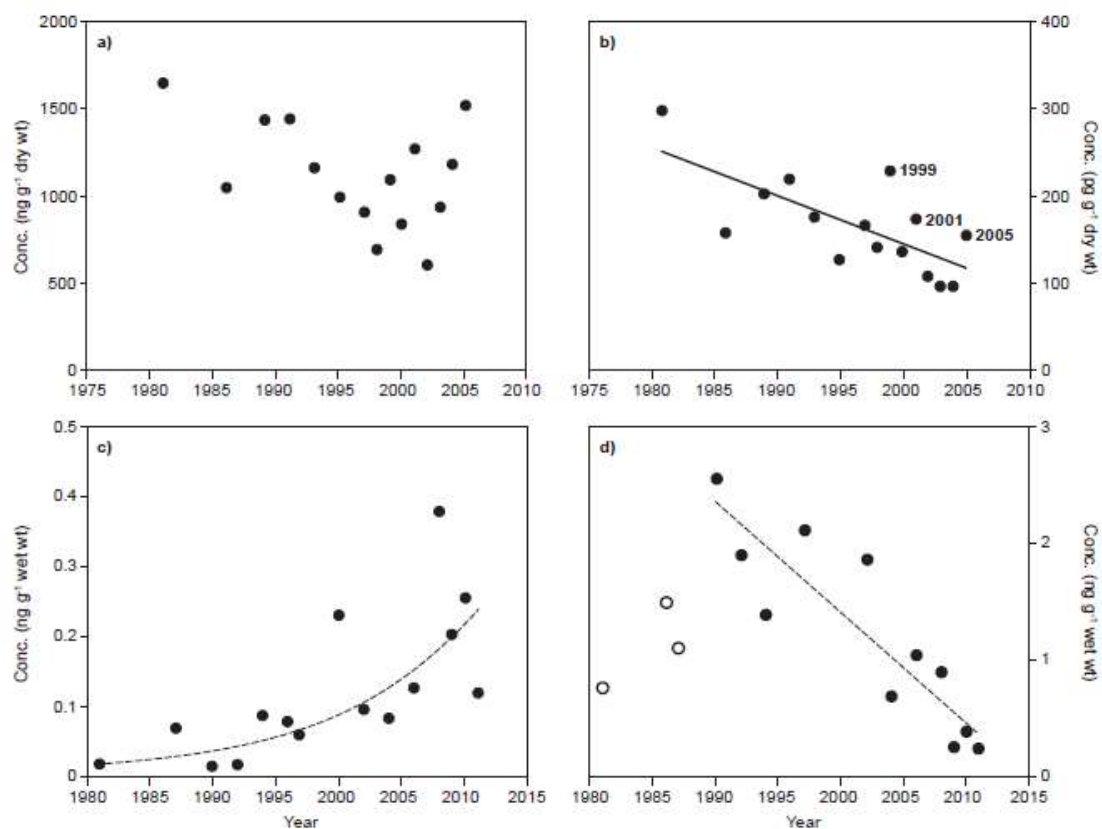 2000
a)
1500
1000
500
0
Conc. (ng g⁻¹ dry wt)
1975 1980 1985 1990 1995 2000 2005 2010
b)
1999
2001
2005
400
300
200
100
0
Conc. (pg g⁻¹ dry wt)
1975 1980 1985 1990 1995 2000 2005 2010
0.5
c)
0.4
0.3
0.2
0.1
0
Conc. (ng g⁻¹ wet wt)
1980 1985 1990 1995 2000 2005 2010 2015
Year
d)
3
2
1
0
Conc. (ng g⁻¹ wet wt)
1980 1985 1990 1995 2000 2005 2010 2015
Year